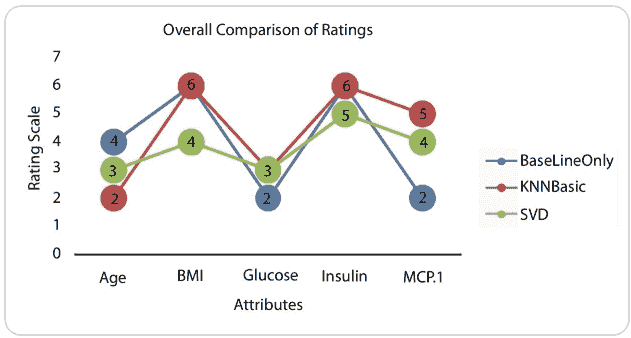 Overall Comparison of Ratings
7
6
5
4
3
2
1
0
Rating Scale
4 6 2 2
2 6 6 5
3 4 3 5 4
Age BMI Glucose Insulin MCP.1
Attributes
BaseLineOnly
KNNBasic
SVD